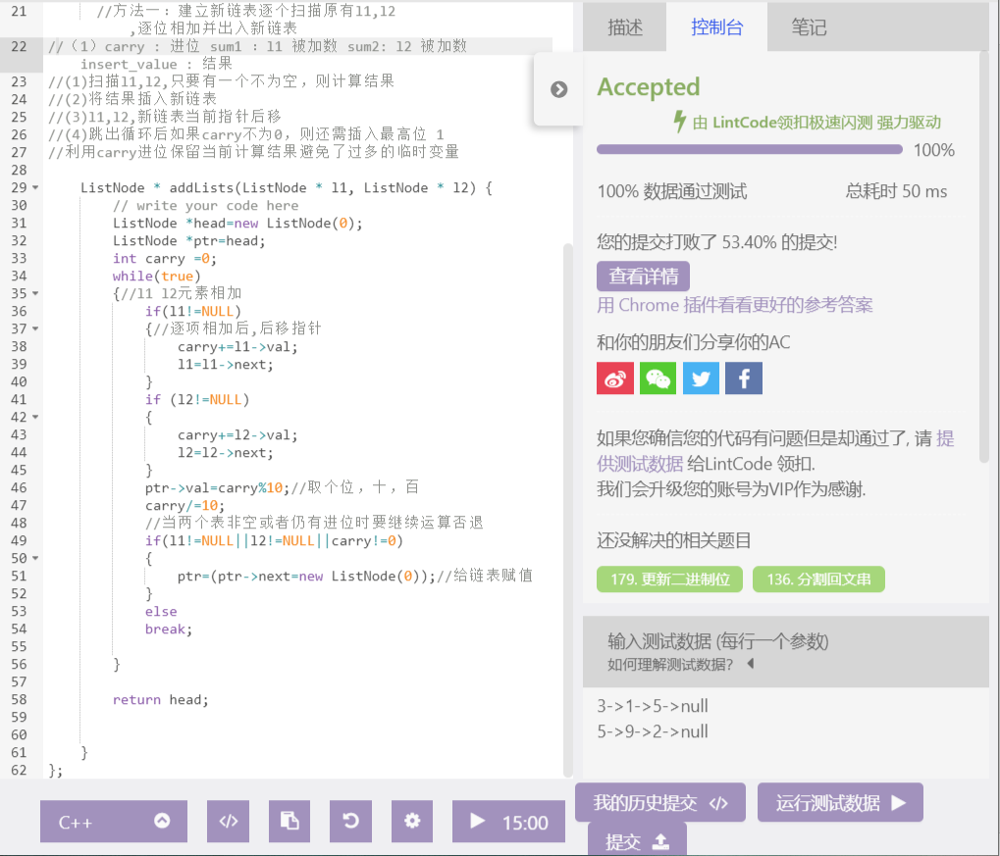 21 //方法一：建立新链表逐个扫描原有l1,l2
,逐位相加并出入新链表
22 //（1）carry : 进位 sum1 : l1 被加数 sum2: l2 被加数
insert_value : 结果
23 //(1)扫描l1,l2,只要有一个不为空，则计算结果
24 //(2)将结果插入新链表
25 //(3)l1,l2,新链表当前指针后移
26 //(4)跳出循环后如果carry不为0，则还需插入最高位 1
27 //利用carry进位保留当前计算结果避免了过多的临时变量
28
29 ListNode * addLists(ListNode * l1, ListNode * l2) {
30 // write your code here
31 ListNode *head=new ListNode(0);
32 ListNode *ptr=head;
33 int carry =0;
34 while(true)
35 {//l1 l2元素相加
36 if(l1!=NULL)
37 {//逐项相加后,后移指针
38 carry+=l1->val;
39 l1=l1->next;
40 }
41 if (l2!=NULL)
42 {
43 carry+=l2->val;
44 l2=l2->next;
45 }
46 ptr->val=carry%10;//取个位，十，百
47 carry/=10;
48 //当两个表非空或者仍有进位时要继续运算否退
49 if(l1!=NULL||l2!=NULL||carry!=0)
50 {
51 ptr=(ptr->next=new ListNode(0));//给链表赋值
52 }
53 else
54 break;
55
56 }
57
58 return head;
59
60
61 }
62 };
C++
</>
15:00
描述 控制台 笔记
Accepted
由 LintCode领扣极速闪测 强力驱动
100%
100% 数据通过测试 总耗时 50 ms
您的提交打败了 53.40% 的提交!
查看详情
用 Chrome 插件看看更好的参考答案
和你的朋友们分享你的AC
如果您确信您的代码有问题但是却通过了, 请 提
供测试数据 给LintCode 领扣.
我们会升级您的账号为VIP作为感谢.
还没解决的相关题目
179. 更新二进制位 136. 分割回文串
输入测试数据 (每行一个参数)
如何理解测试数据?
3->1->5->null
5->9->2->null
我的历史提交 </> 运行测试数据
提交